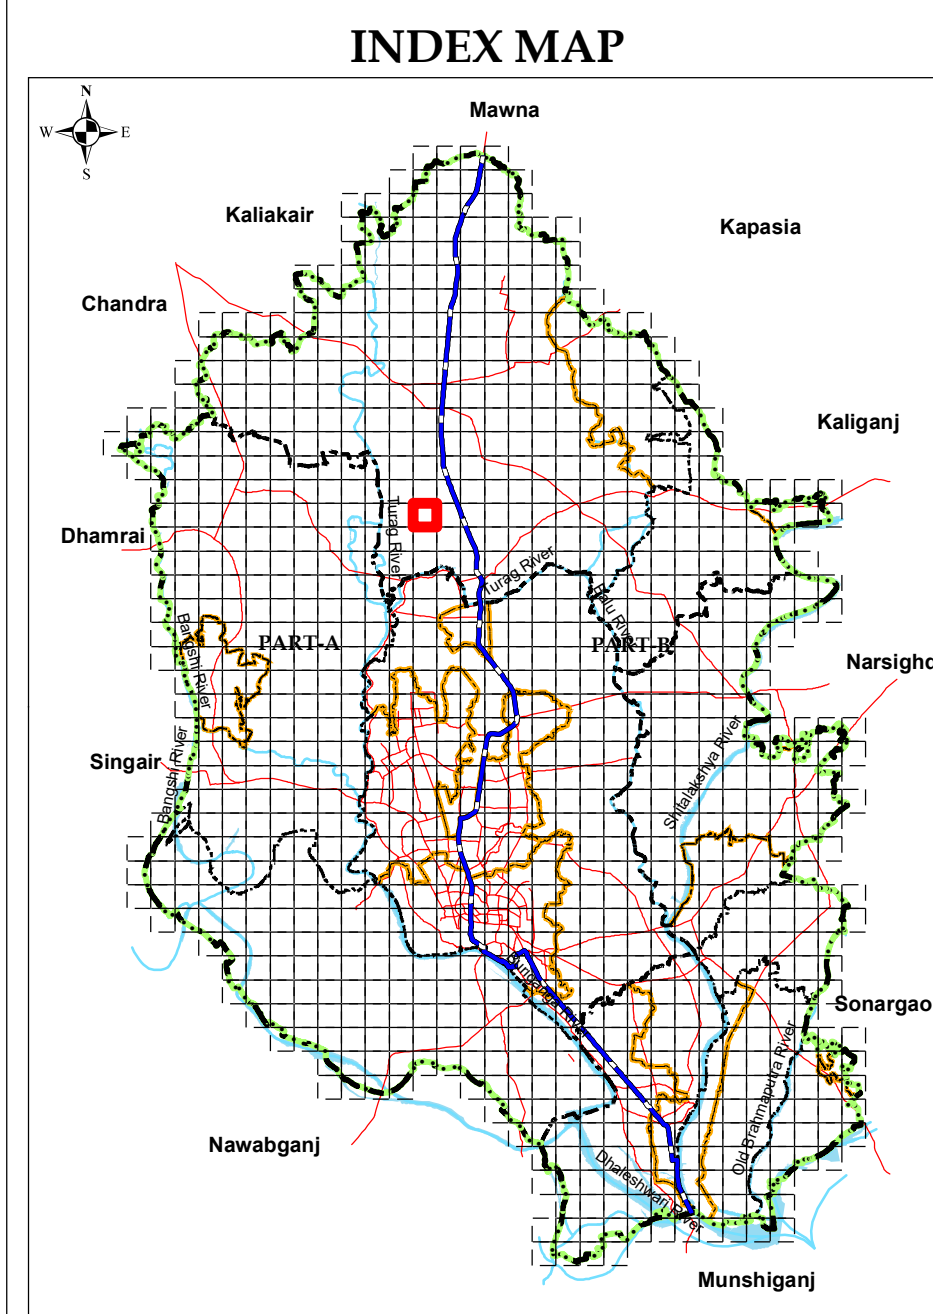 INDEX MAP
N
W E
S
Mawna
Kaliakair
Kapasia
Chandra
Kaliganj
Turag River
Dhamrai
Turag River
Balu River
Bangshi River
PART-A
PART-B
Narsighd
Shitalakshya River
Bangshi River
Singair
Buriganga River
Sonargao
Old Brahmaputra River
Nawabganj
Dhaleshwari River
Munshiganj